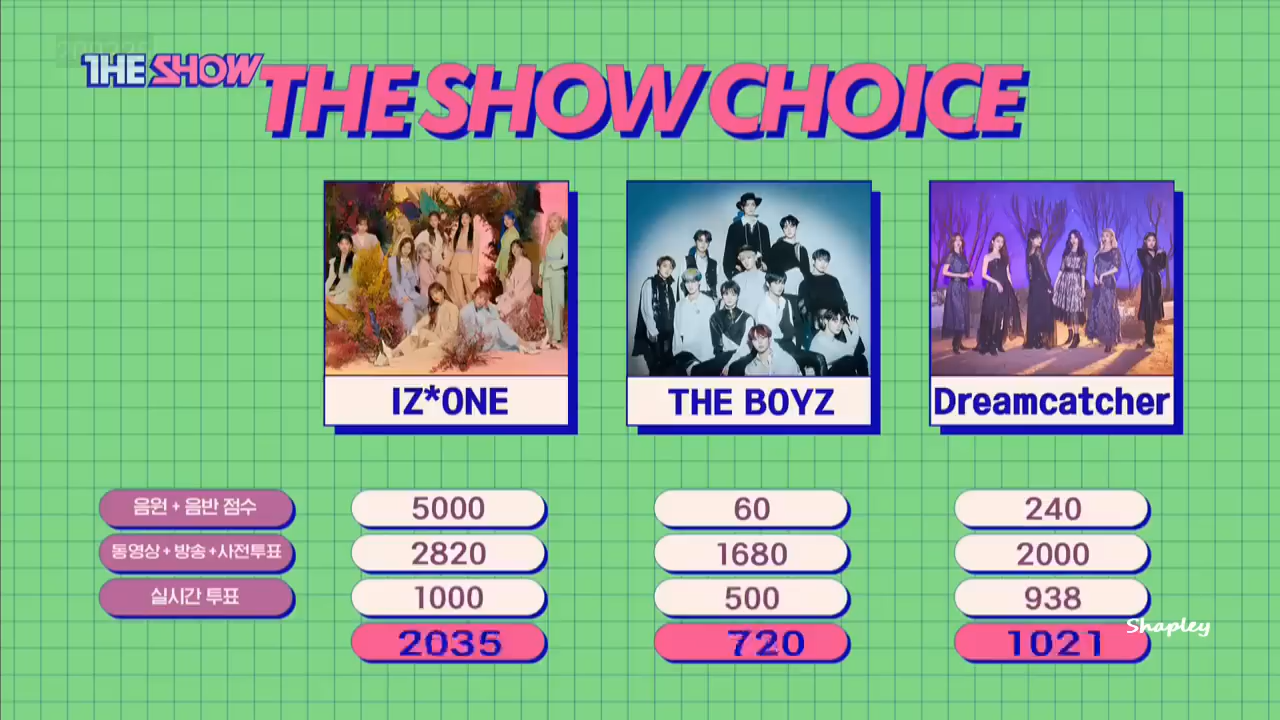 THE SHOW
THE SHOW CHOICE
IZ*ONE THE BOYZ Dreamcatcher
음원 + 음반 점수 5000 60 240
동영상 + 방송 +사전투표 2820 1680 2000
실시간 투표 1000 500 938
Shapley
2035 720 1021